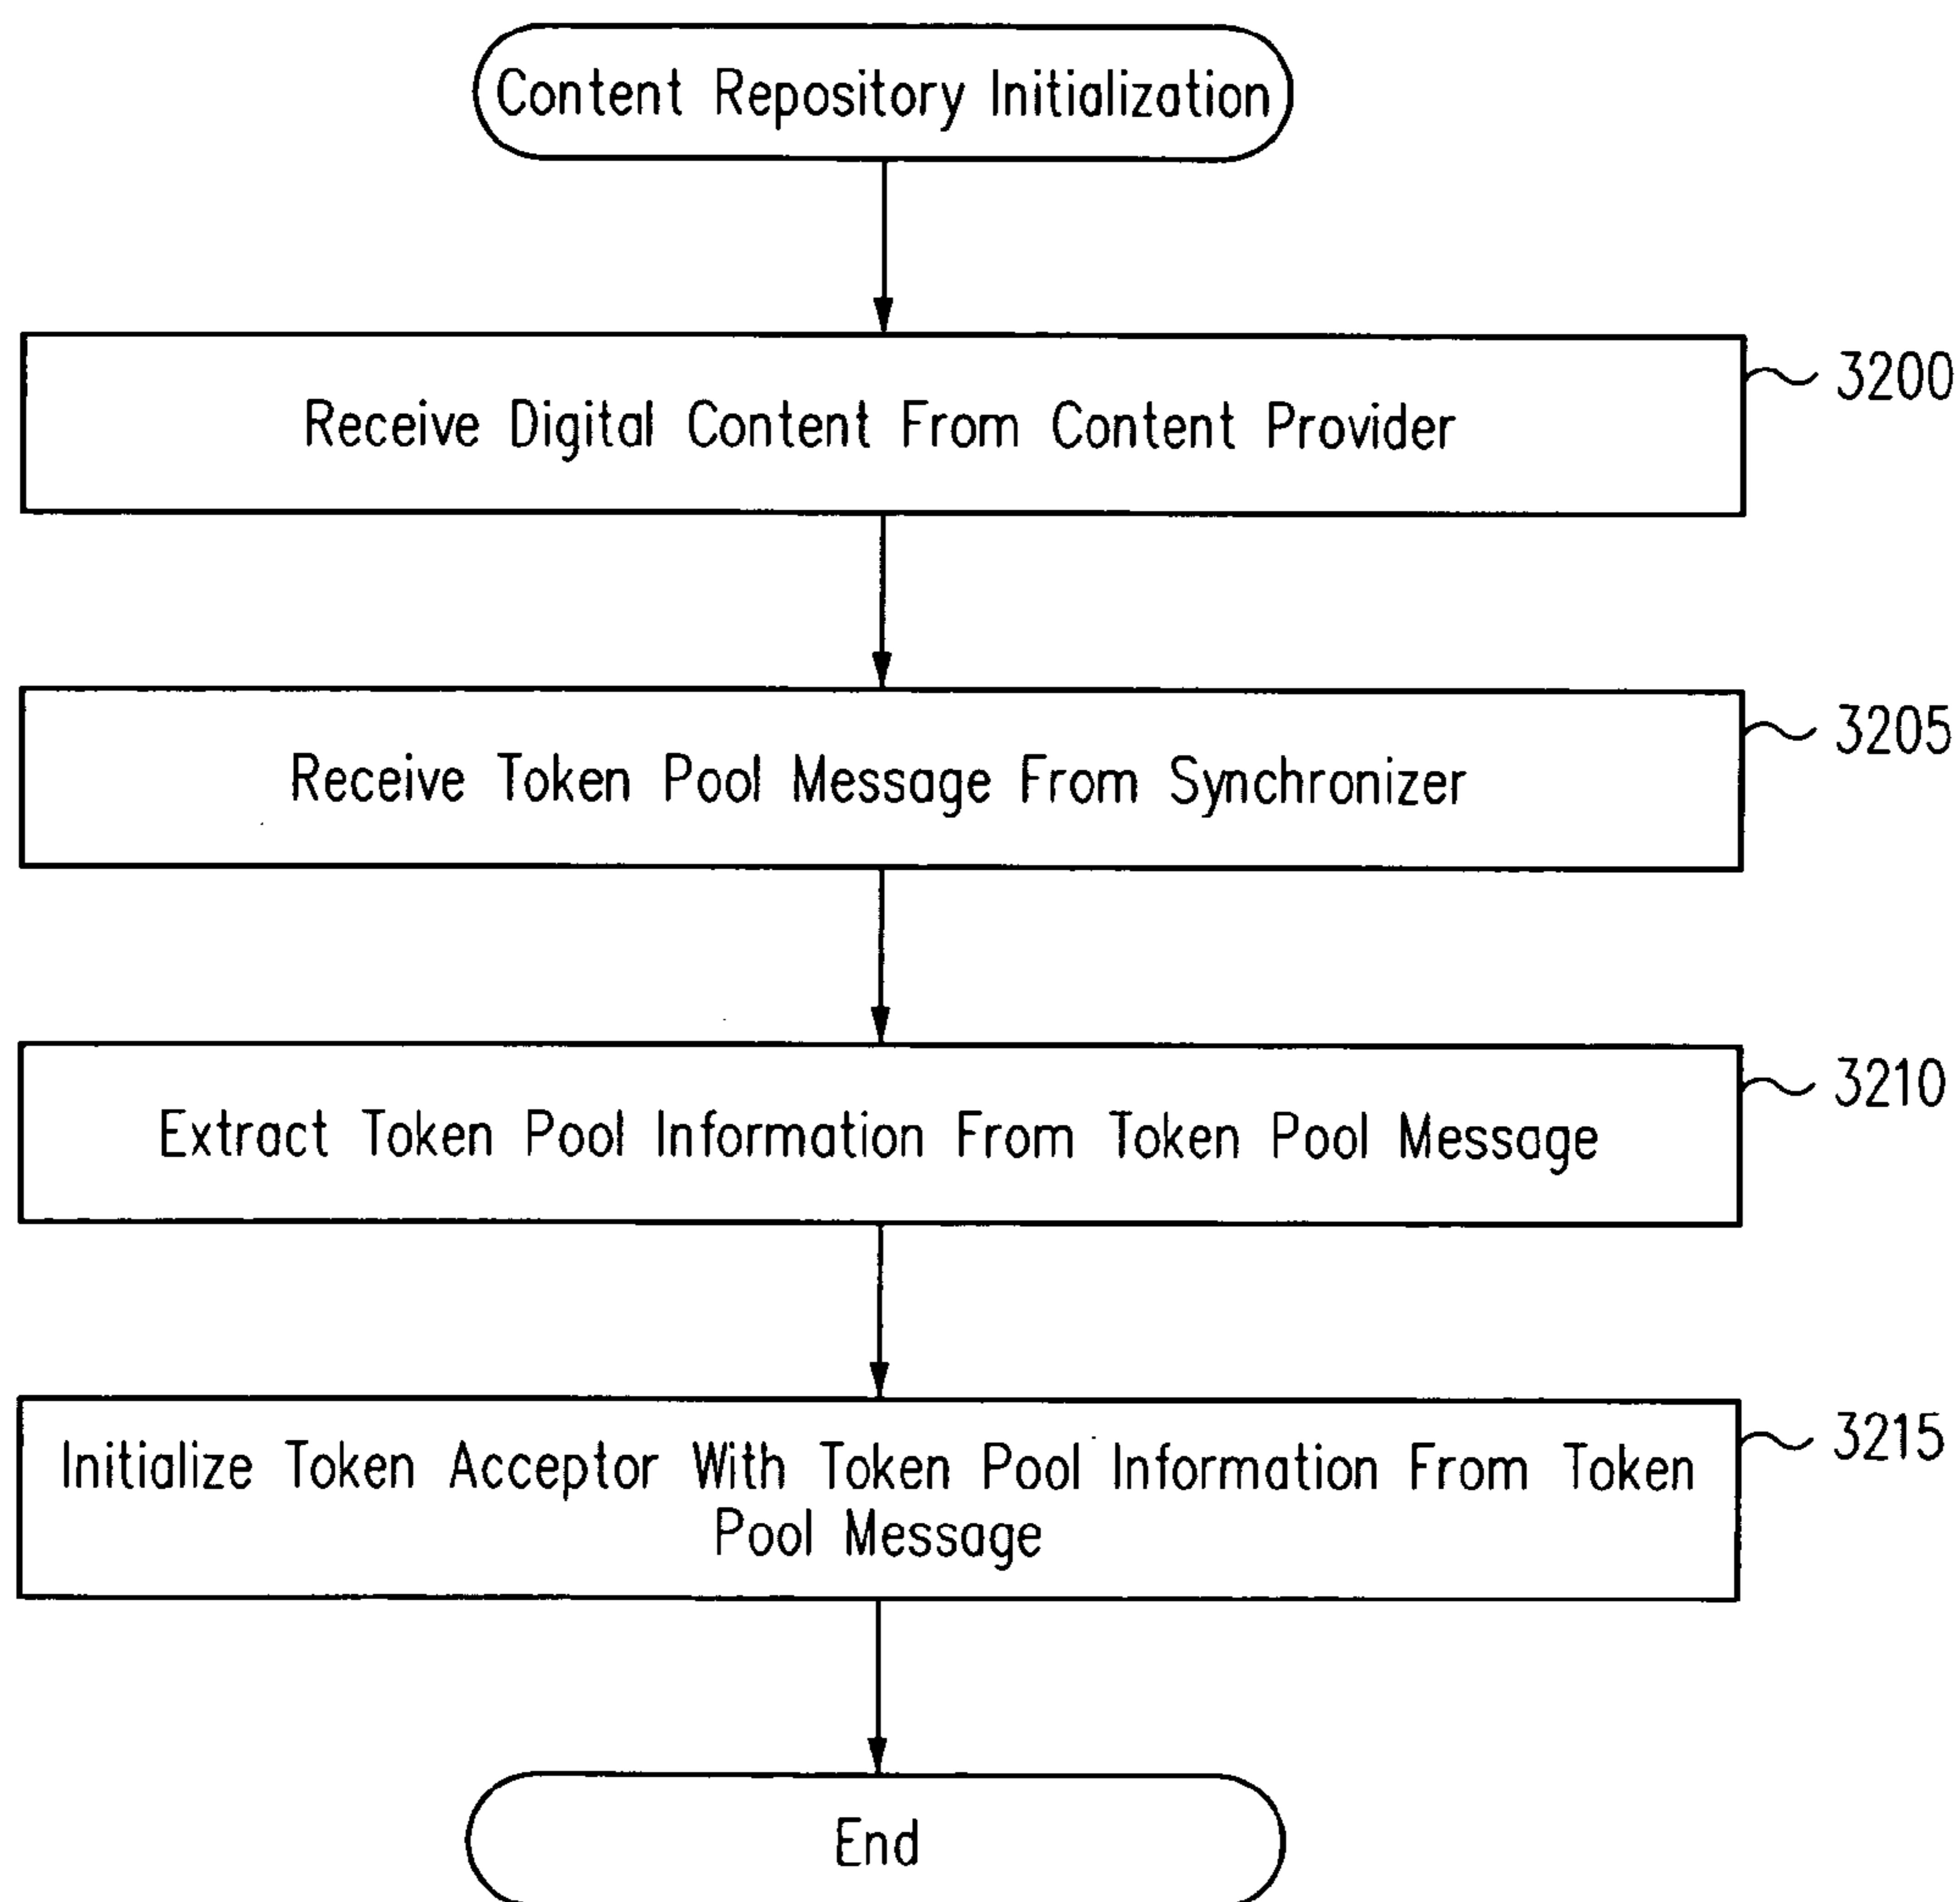 Content Repository Initialization
3200
Receive Digital Content From Content Provider
3205
Receive Token Pool Message From Synchronizer
3210
Extract Token Pool Information From Token Pool Message
3215
Initialize Token Acceptor With Token Pool Information From Token
Pool Message
End